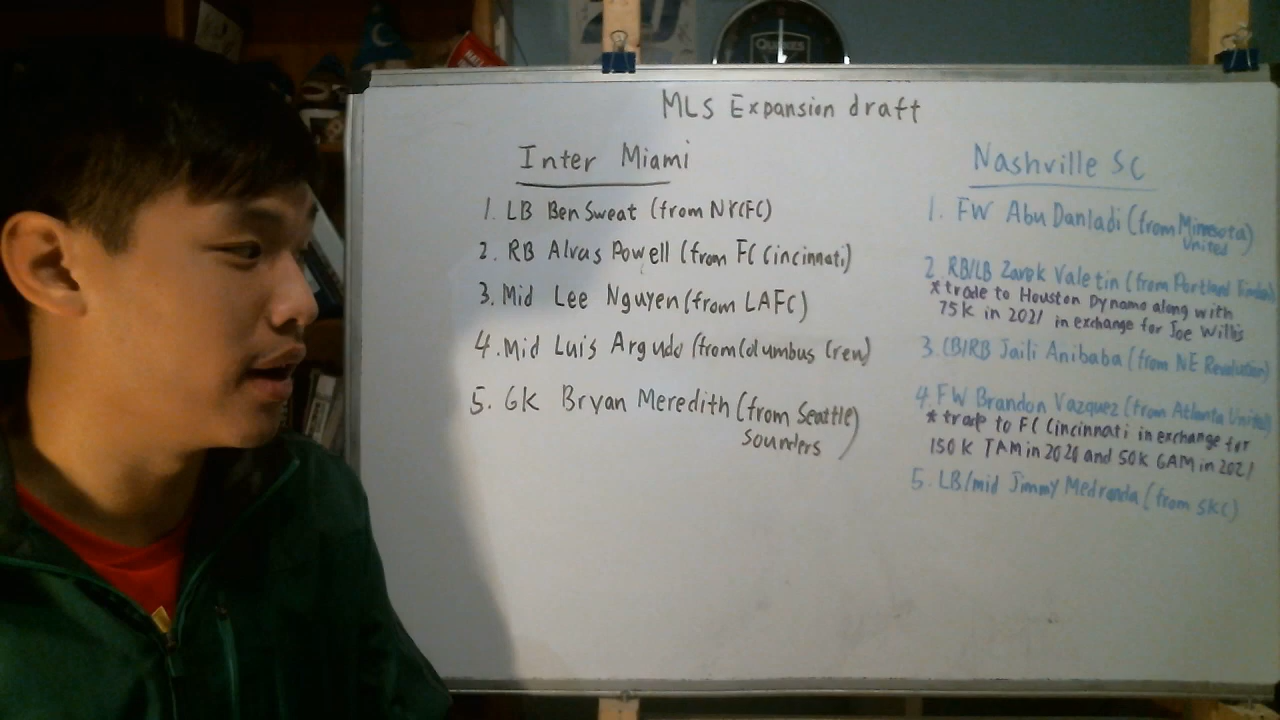 MLS Expansion draft
Inter Miami
1. LB Ben Sweat (from NYCFC)
2. RB Alvas Powell (from FC Cincinnati)
3. Mid Lee Nguyen (from LAFC)
4. Mid Luis Argudo (from Columbus Crew)
5. GK Bryan Meredith (from Seattle)
Sounders
Nashville SC
1. FW Abu Danladi (from Minnesota)
United
2. RB/LB Zarek Valetin (from Portland
* trade to Houston Dynamo along with
75K in 2021 in exchange for Joe Willis
3. CB/RB Jaili Anibaba (from NE Revolution)
4. FW Brandon Vazquez (from Atlanta United)
* trade to FC Cincinnati in exchange for
150K TAM in 2020 and 50K GAM in 2021
5. LB/mid Jimmy Medranda (from SKC)